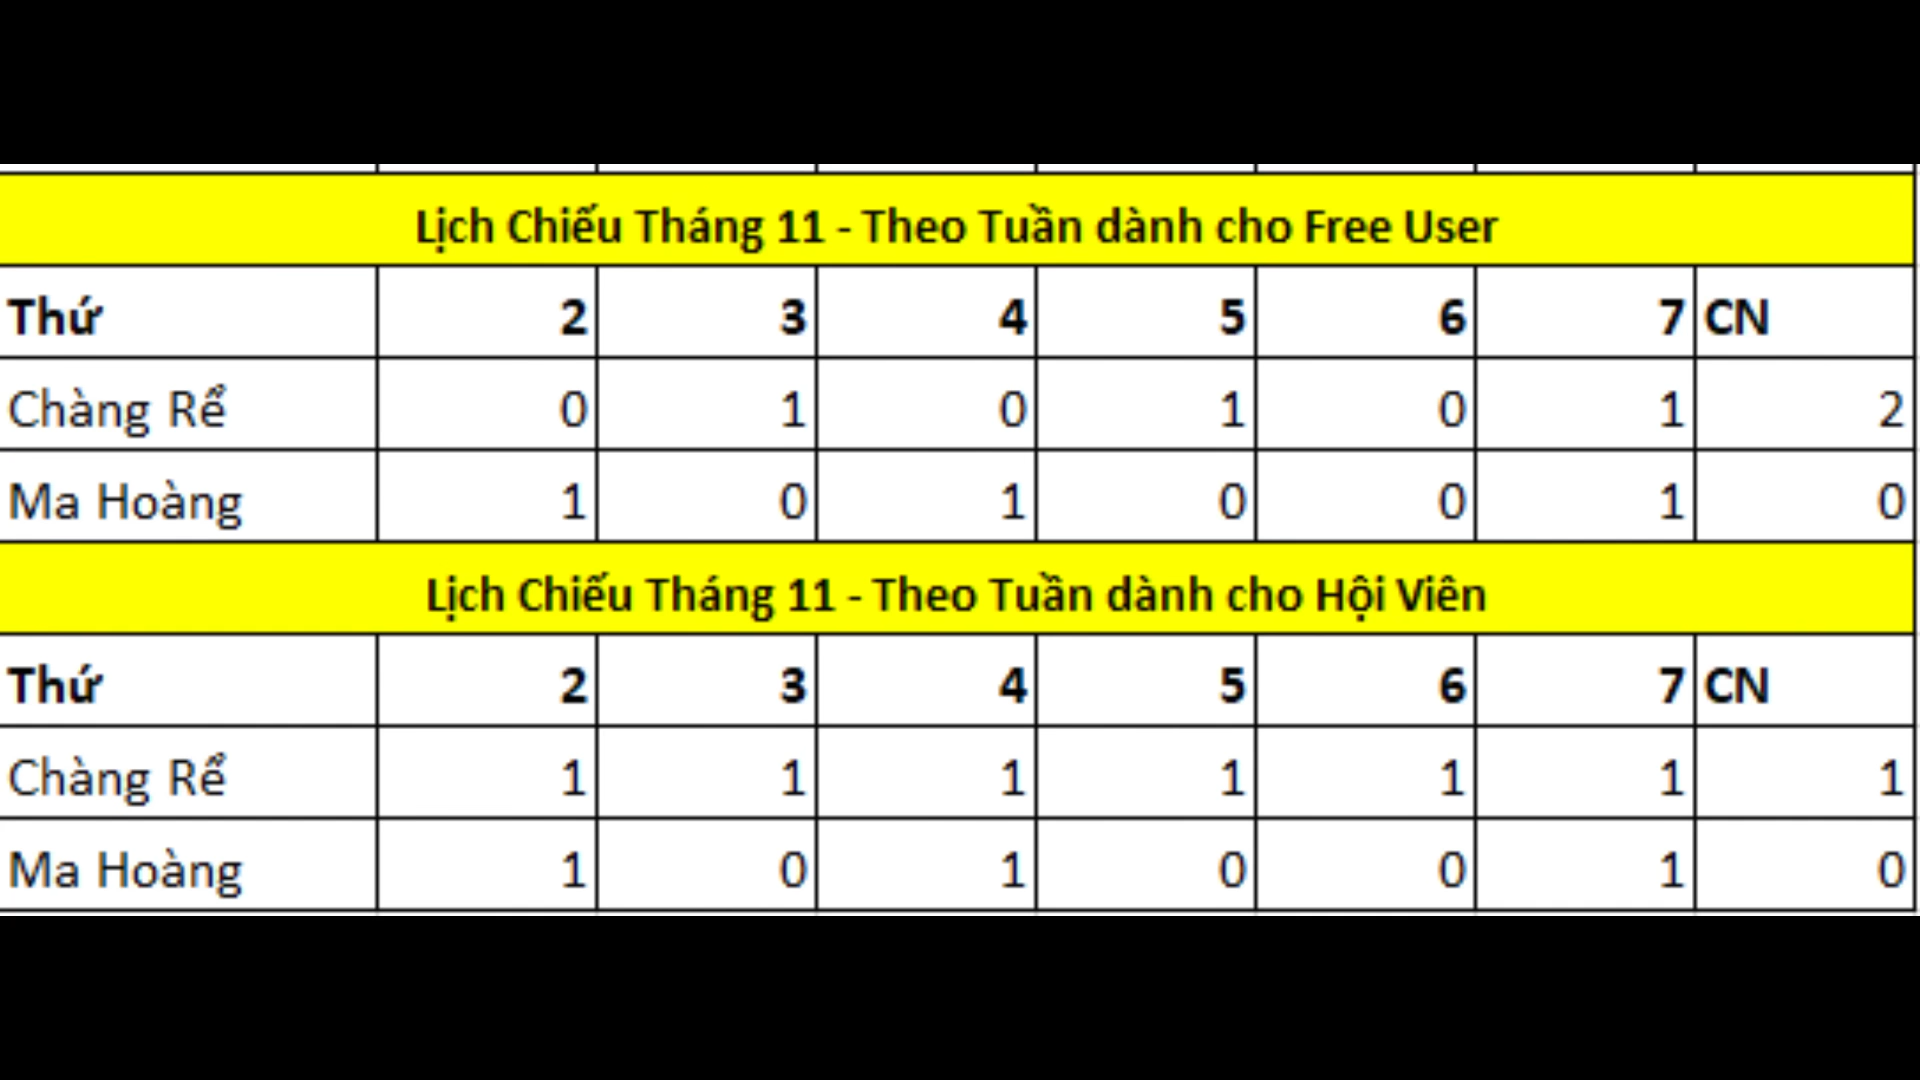 Lịch Chiếu Tháng 11 - Theo Tuần dành cho Free User
Thứ 2 3 4 5 6 7 CN
Chàng Rể 0 1 0 1 0 1 2
Ma Hoàng 1 0 1 0 0 1 0
Lịch Chiếu Tháng 11 - Theo Tuần dành cho Hội Viên
Thứ 2 3 4 5 6 7 CN
Chàng Rể 1 1 1 1 1 1 1
Ma Hoàng 1 0 1 0 0 1 0